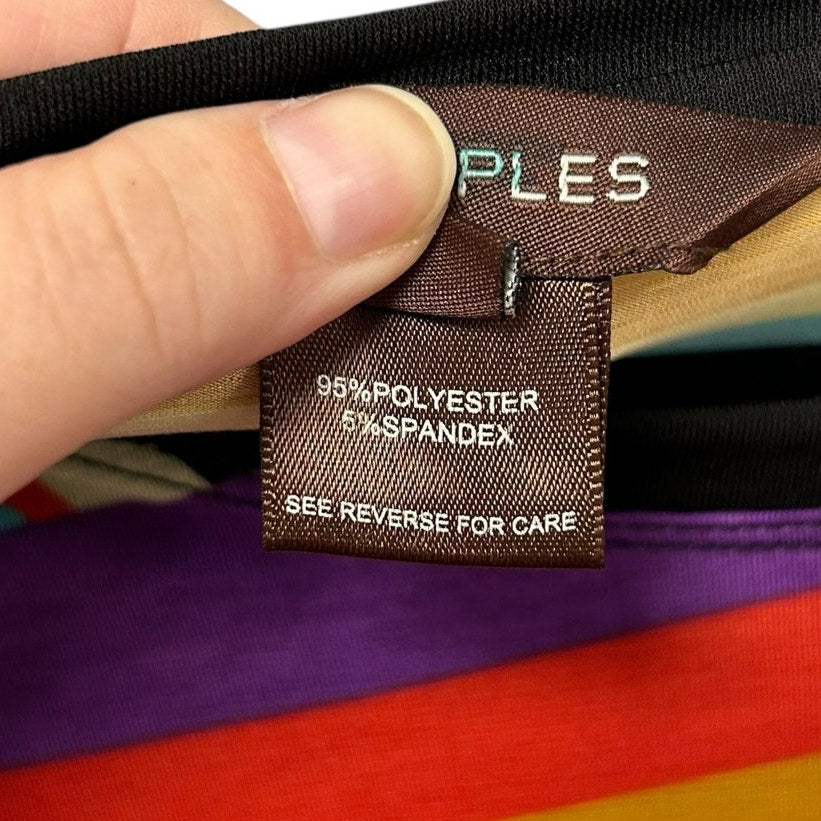 PLES
95%POLYESTER
5%SPANDEX
SEE REVERSE FOR CARE